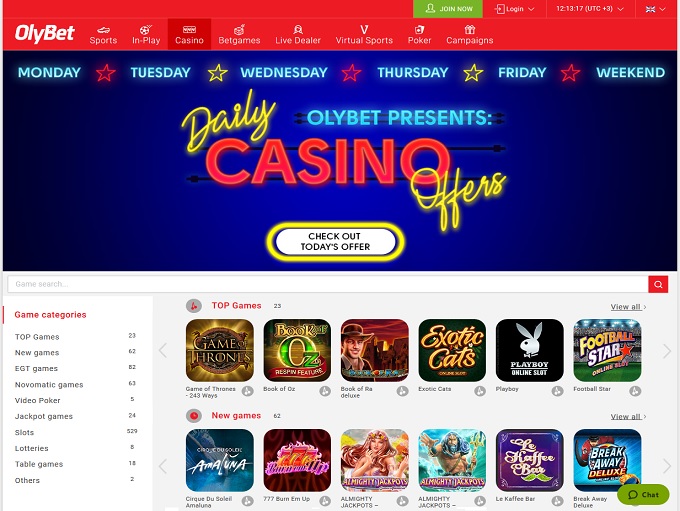 JOIN NOW
Login
12:13:17 (UTC +3)
OlyBet
Sports
In-Play
Casino
Betgames
Live Dealer
Virtual Sports
Poker
Campaigns
MONDAY
TUESDAY
WEDNESDAY
THURSDAY
FRIDAY
WEEKEND
Daily
OLYBET PRESENTS:
CASINO
Offers
CHECK OUT
TODAY'S OFFER
Game search...
Game categories
TOP Games 23
New games 62
EGT games 82
Novomatic games 63
Video Poker 5
Jackpot games 24
Slots 529
Lotteries 8
Table games 18
Others 2
TOP Games 23
View all
GAME OF
THRONES
BOOK OF
OZ
RESPIN FEATURE
Exotic
Cats
ONLINE SLOT
PLAYBOY
ONLINE SLOT
FOOTBALL
STAR
ONLINE SLOT
Game of Thrones
- 243 Ways
Book of Oz
Book of Ra
deluxe
Exotic Cats
Playboy
Football Star
New games 62
View all
CIRQUE DU SOLEIL
AMALUNA
ALMIGHTY
JACKPOTS
ALMIGHTY
JACKPOTS
Le
Kaffee
Bar
BREAK
AWAY
DELUXE
Cirque Du Soleil
Amaluna
777 Burn Em Up
ALMIGHTY
JACKPOTS –
ALMIGHTY
JACKPOTS –
Le Kaffee Bar
Break Away
Deluxe
Chat